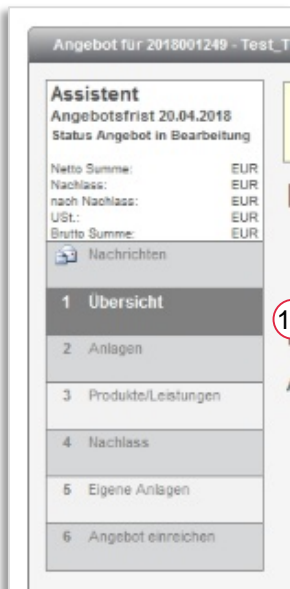 Angebot für 2018001249 - Test_T
Assistent
Angebotsfrist 20.04.2018
Status Angebot in Bearbeitung
Netto Summe: EUR
Nachlass: EUR
nach Nachlass: EUR
USt.: EUR
Brutto Summe: EUR
Nachrichten
1 Übersicht
1
2 Anlagen
3 Produkte/Leistungen
4 Nachlass
5 Eigene Anlagen
6 Angebot einreichen